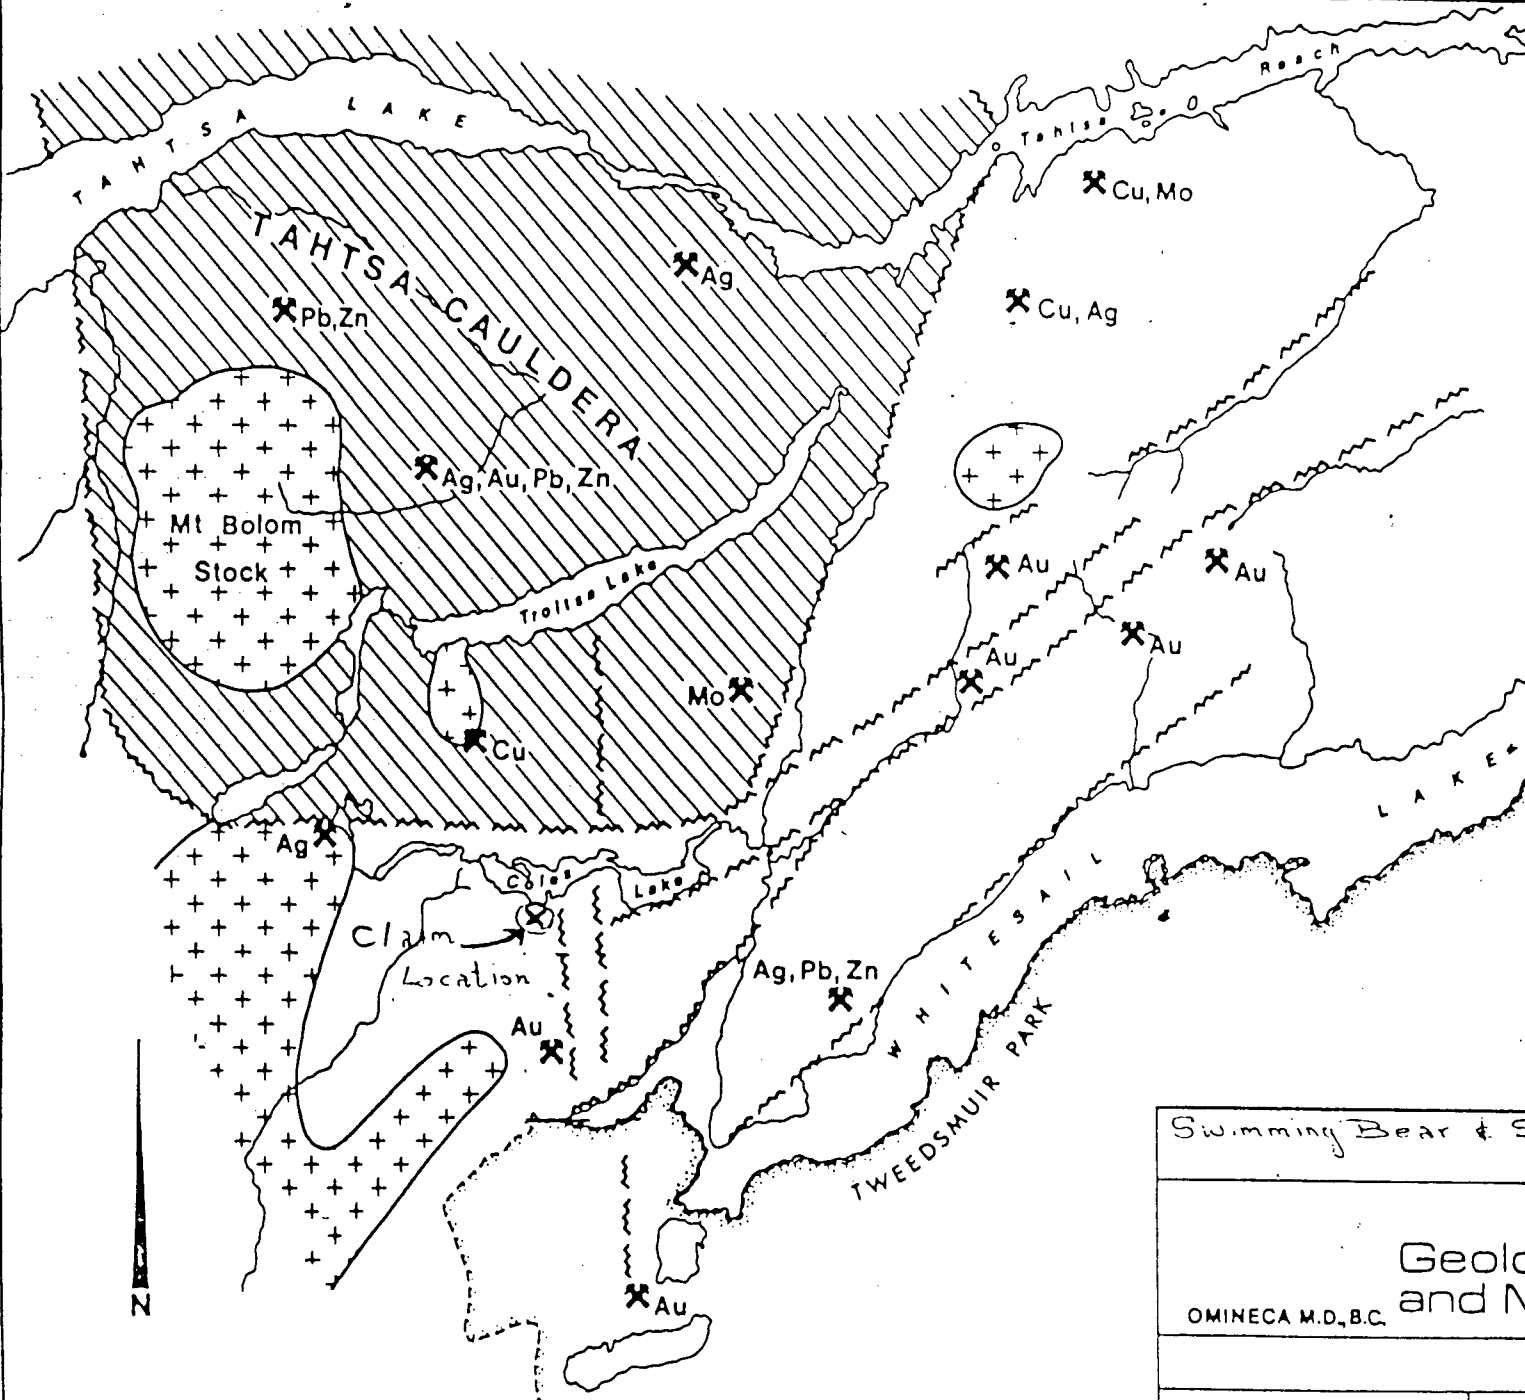 TAHTSA LAKE
Tahtsa Reach
Cu, Mo
TAHTSA CAULDERA
Ag
Pb, Zn
Cu, Ag
Ag, Au, Pb, Zn
Mt Bolom
Stock
Troitsa Lake
Au
Au
Au
Au
Mo
Cu
Ag
Coles Lake
Claim
Location
WHITESAIL LAKE
Ag, Pb, Zn
Au
TWEEDSMUIR PARK
Au
N
Swimming Bear & S
Geolo
and N
OMINECA M.D., B.C.